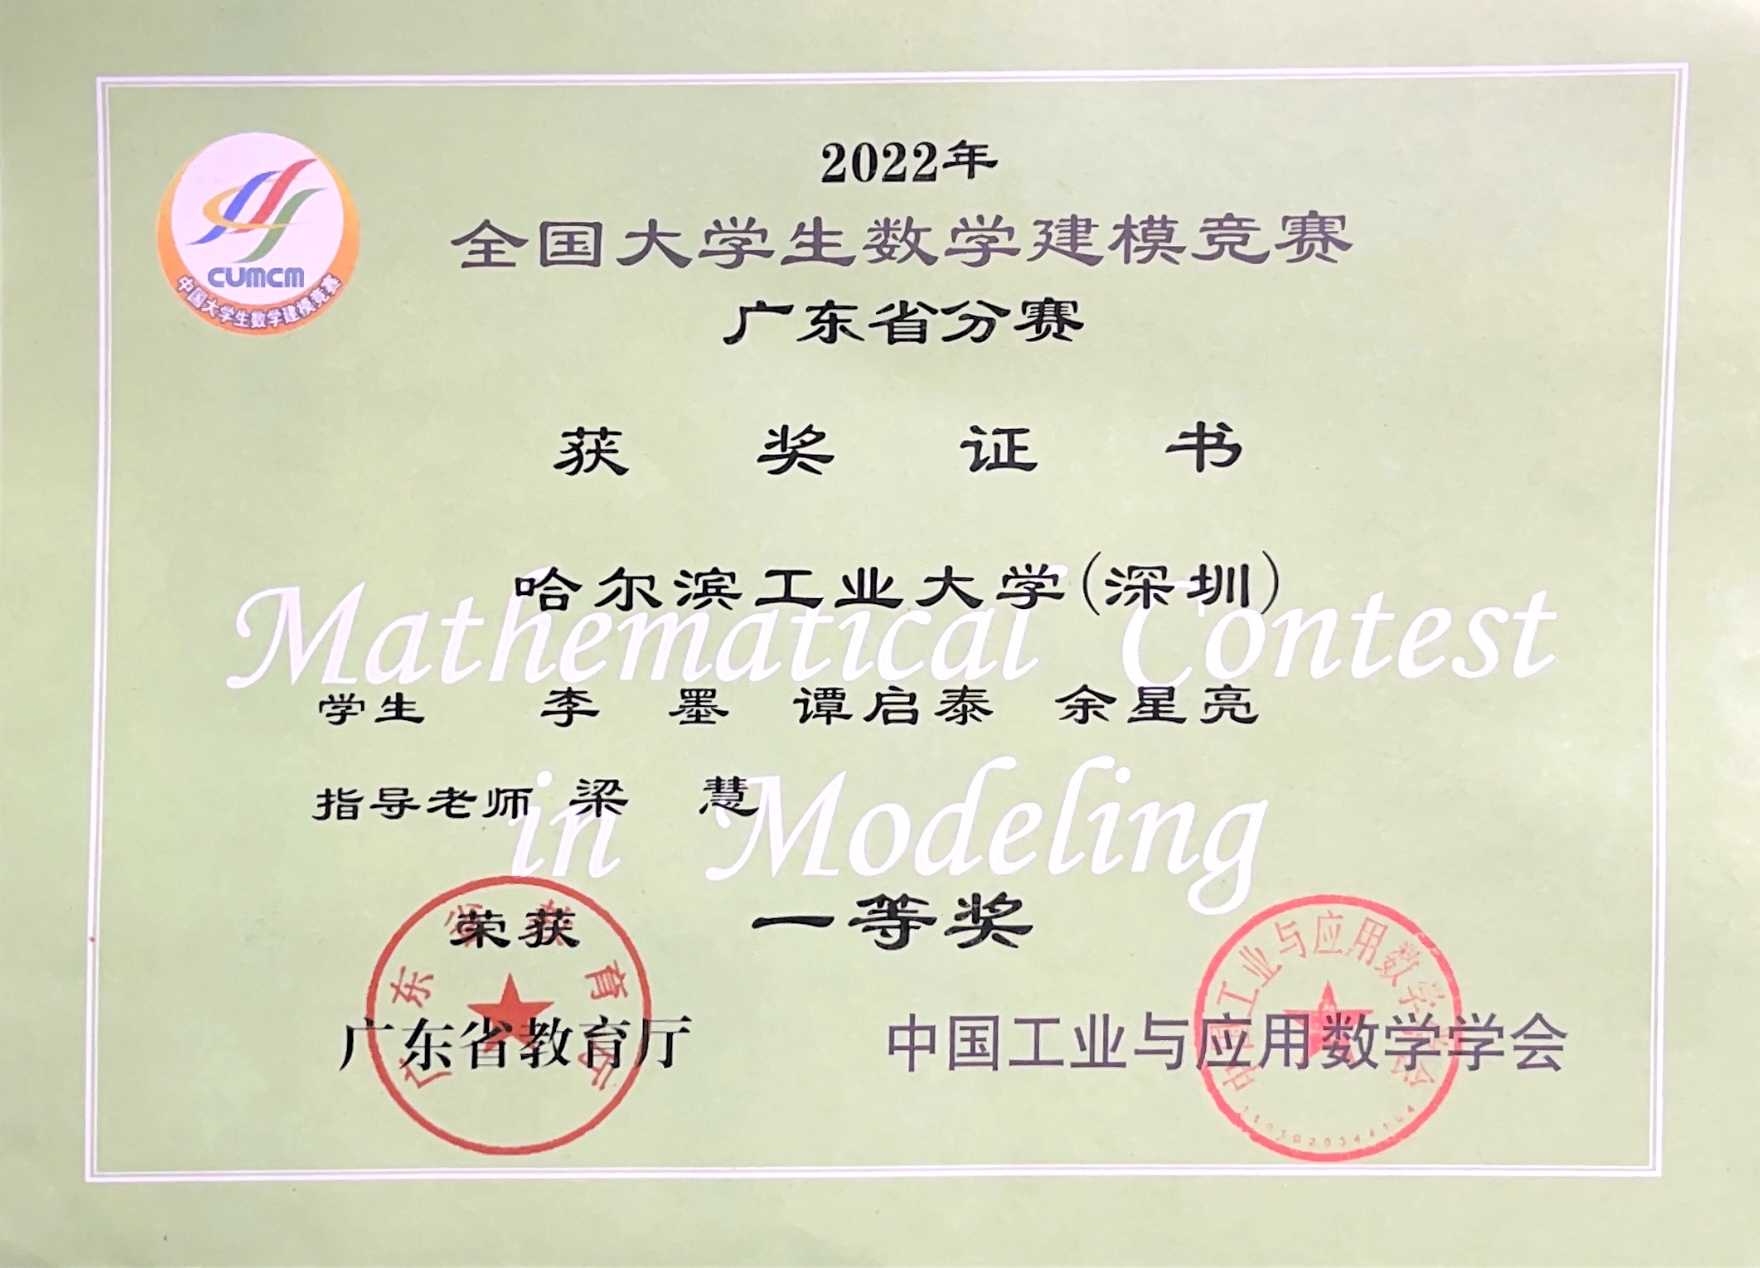 2022年
全国大学生数学建模竞赛
广东省分赛
CUMCM
中国大学生数学建模竞赛
获奖证书
哈尔滨工业大学(深圳)
Mathematical Contest
学生 李墨 谭启泰 余星亮
指导老师 梁慧
in Modeling
荣获 一等奖
广东省教育厅
中国工业与应用数学学会
广东省教育厅
中国工业与应用数学学会